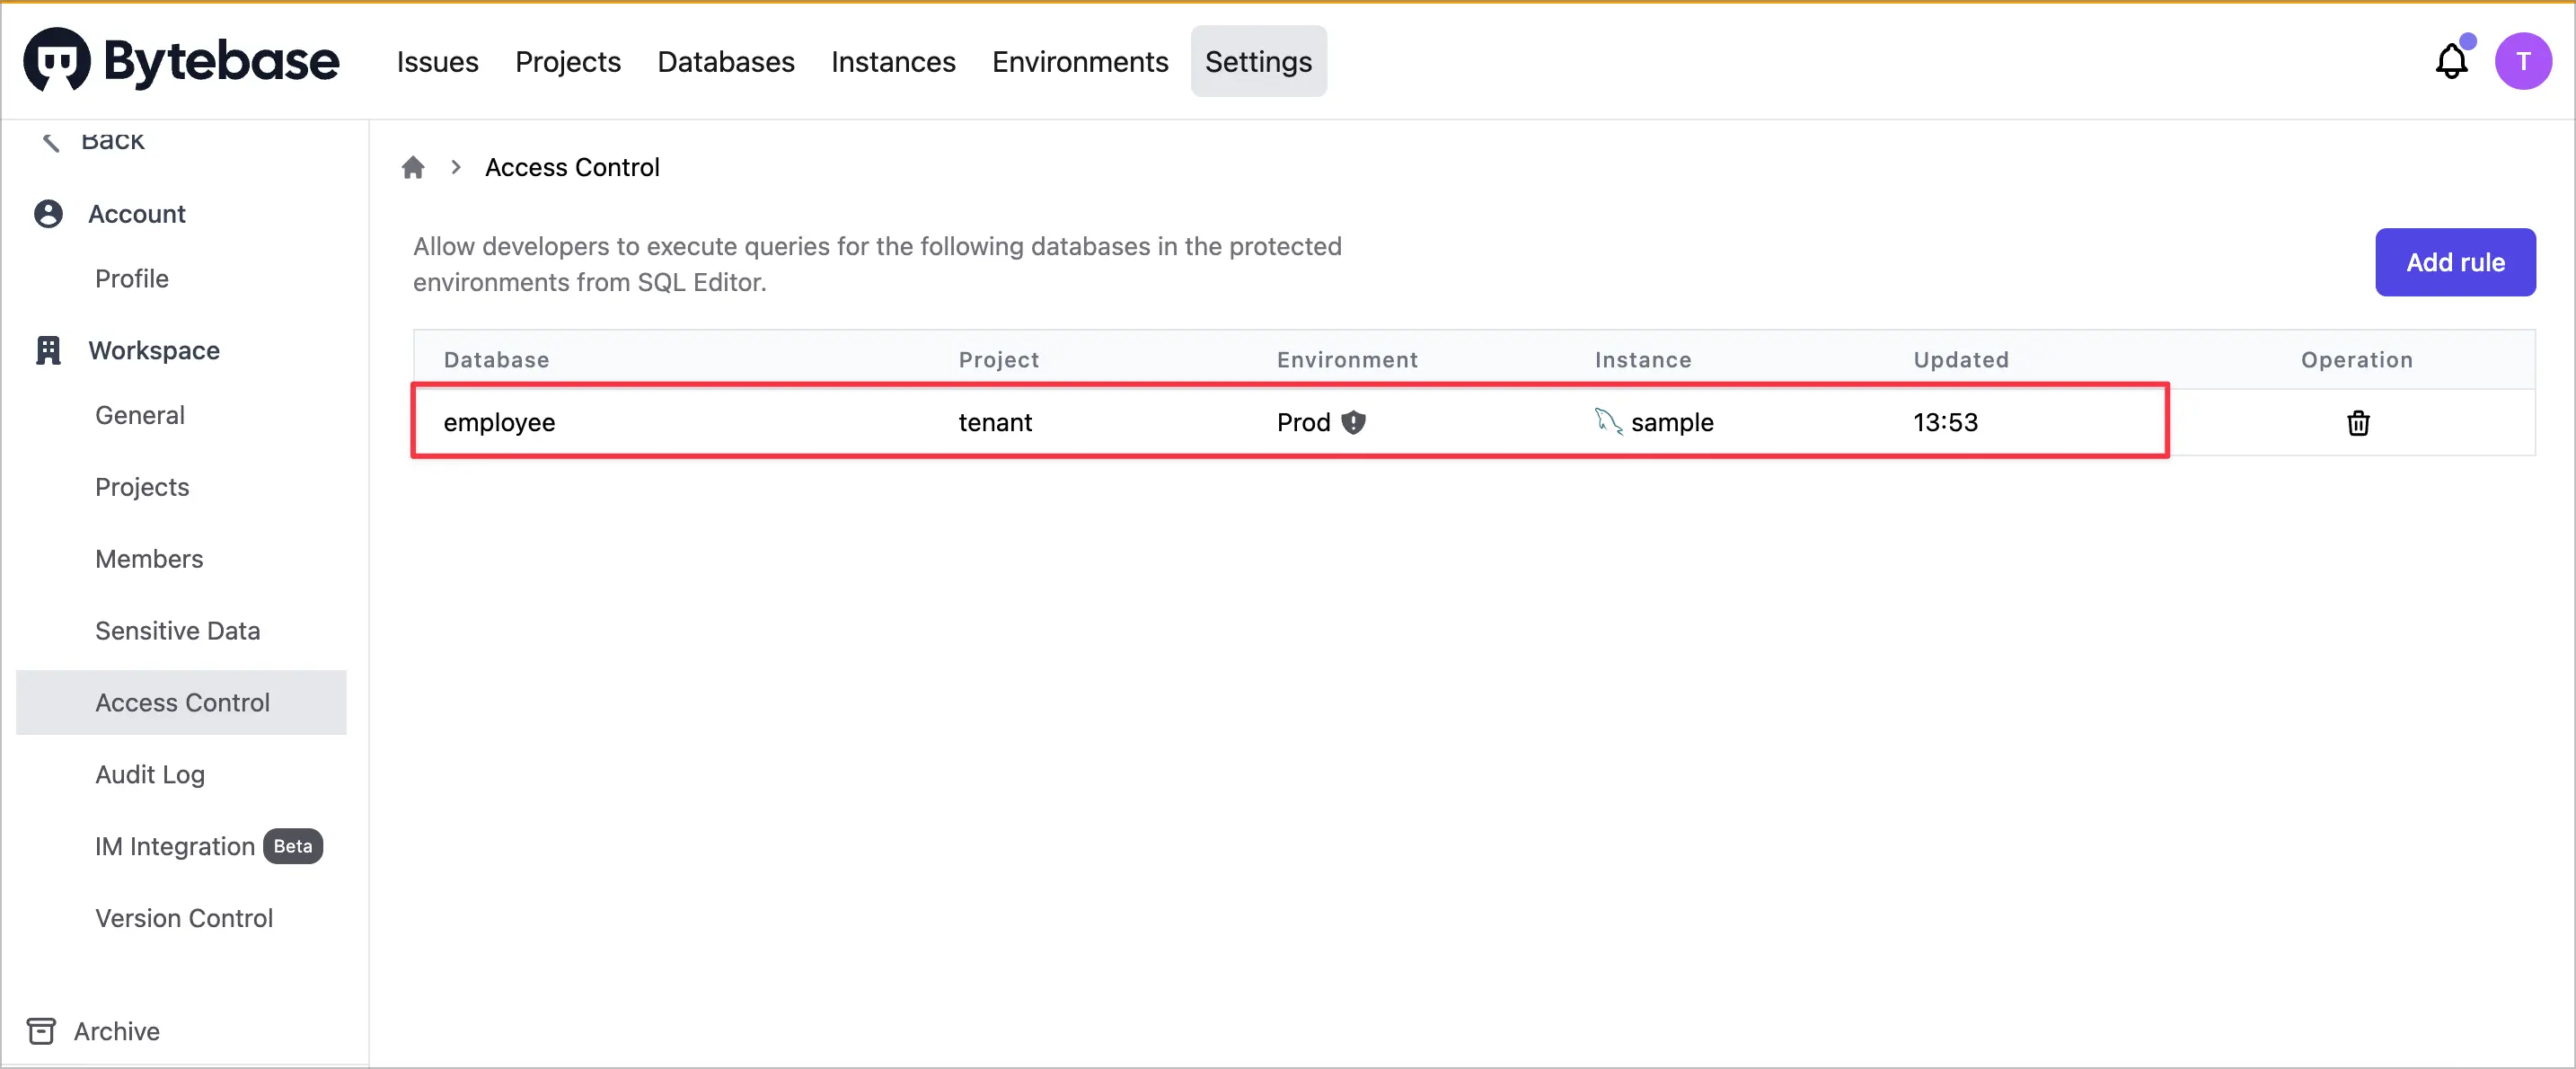 Bytebase
Issues Projects Databases Instances Environments Settings
T
Back
Account
Profile
Workspace
General
Projects
Members
Sensitive Data
Access Control
Audit Log
IM Integration Beta
Version Control
Archive
Access Control
Allow developers to execute queries for the following databases in the protected
environments from SQL Editor.
Add rule
Database Project Environment Instance Updated Operation
employee tenant Prod sample 13:53